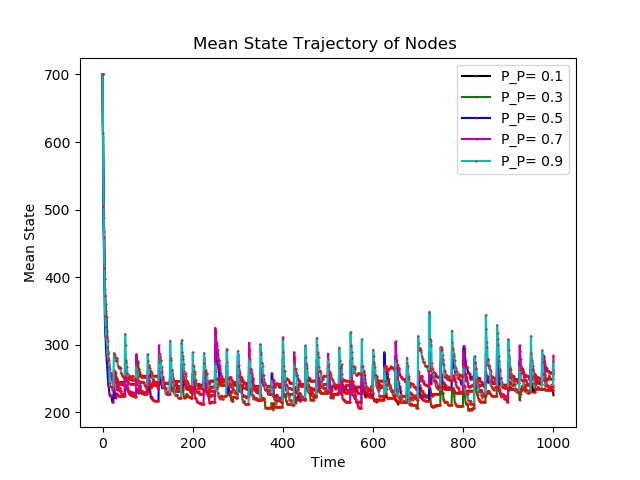 Mean State Trajectory of Nodes
P_P= 0.1
P_P= 0.3
P_P= 0.5
P_P= 0.7
P_P= 0.9
700
600
500
400
300
200
Mean State
0
200
400
600
800
1000
Time